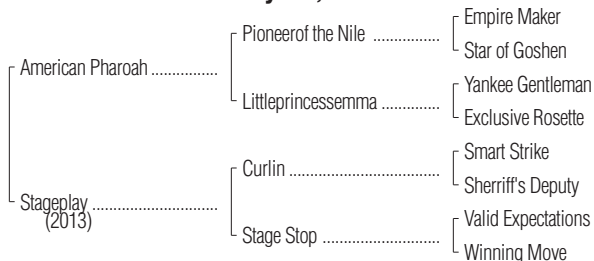 Empire Maker
Pioneerof the Nile ................
Star of Goshen
American Pharoah ...............
Yankee Gentleman
Littleprincessemma ..............
Exclusive Rosette
Smart Strike
Curlin ....................................
Sherriff's Deputy
Stageplay ..............................
(2013)
Valid Expectations
Stage Stop ............................
Winning Move